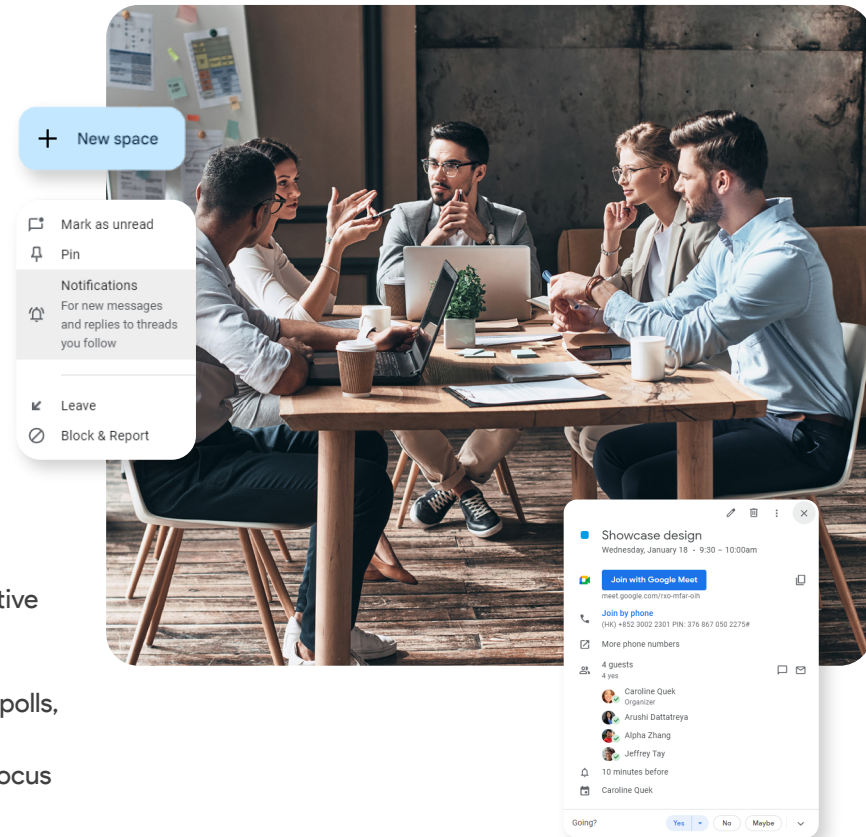 New space
Mark as unread
Pin
Notifications
For new messages
and replies to threads
you follow
Leave
Block & Report
tive
polls,
ocus
Showcase design
Wednesday, January 18 • 9:30 – 10:00am
Join with Google Meet
meet.google.com/rxo-mfar-oih
Join by phone
(HK) +852 3002 2301 PIN: 376 867 050 2275#
More phone numbers
4 guests
4 yes
Caroline Quek
Organizer
Arushi Dattatreya
Alpha Zhang
Jeffrey Tay
10 minutes before
Caroline Quek
Going?
Yes
No
Maybe